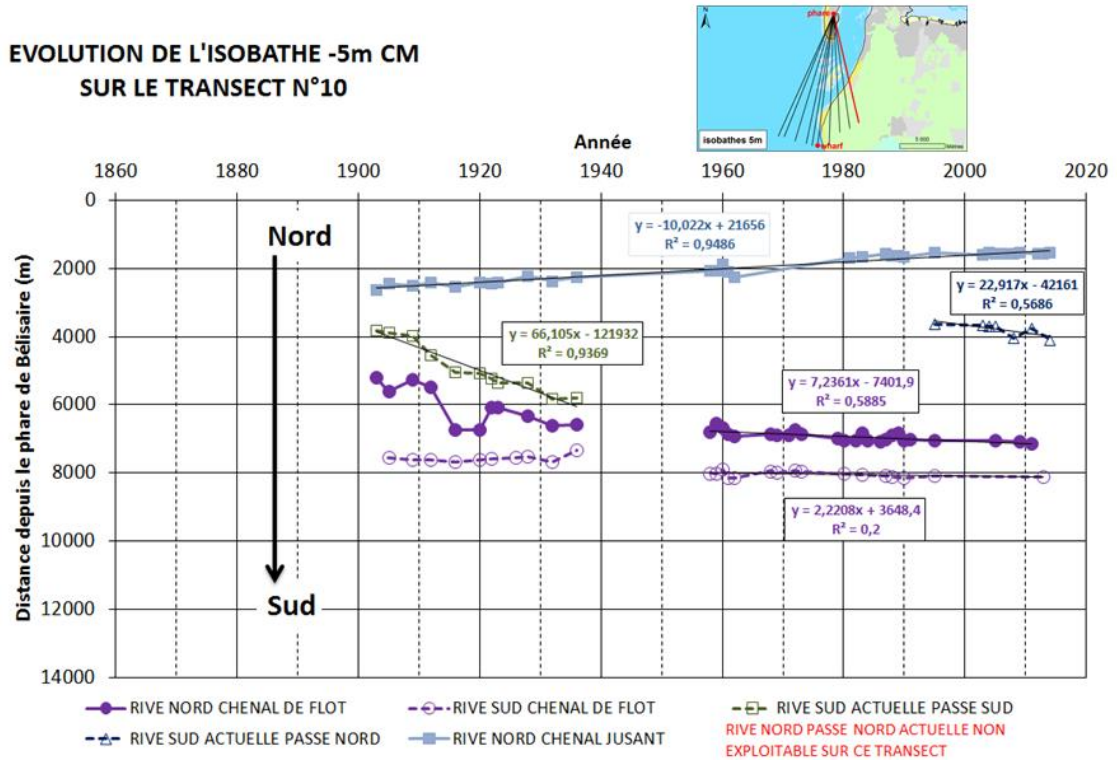 EVOLUTION DE L'ISOBATHE -5m CM
SUR LE TRANSECT N°10
N
phare
isobathes 5m
wharf
5 000
Mètres
Année
1860 1880 1900 1920 1940 1960 1980 2000 2020
Distance depuis le phare de Bélisaire (m)
0
2000
4000
6000
8000
10000
12000
14000
Nord
Sud
y = -10,022x + 21656
R² = 0,9486
y = 22,917x - 42161
R² = 0,5686
y = 66,105x - 121932
R² = 0,9369
y = 7,2361x - 7401,9
R² = 0,5885
y = 2,2208x + 3648,4
R² = 0,2
RIVE NORD CHENAL DE FLOT
RIVE SUD CHENAL DE FLOT
RIVE SUD ACTUELLE PASSE SUD
RIVE SUD ACTUELLE PASSE NORD
RIVE NORD CHENAL JUSANT
RIVE NORD PASSE NORD ACTUELLE NON
EXPLOITABLE SUR CE TRANSECT